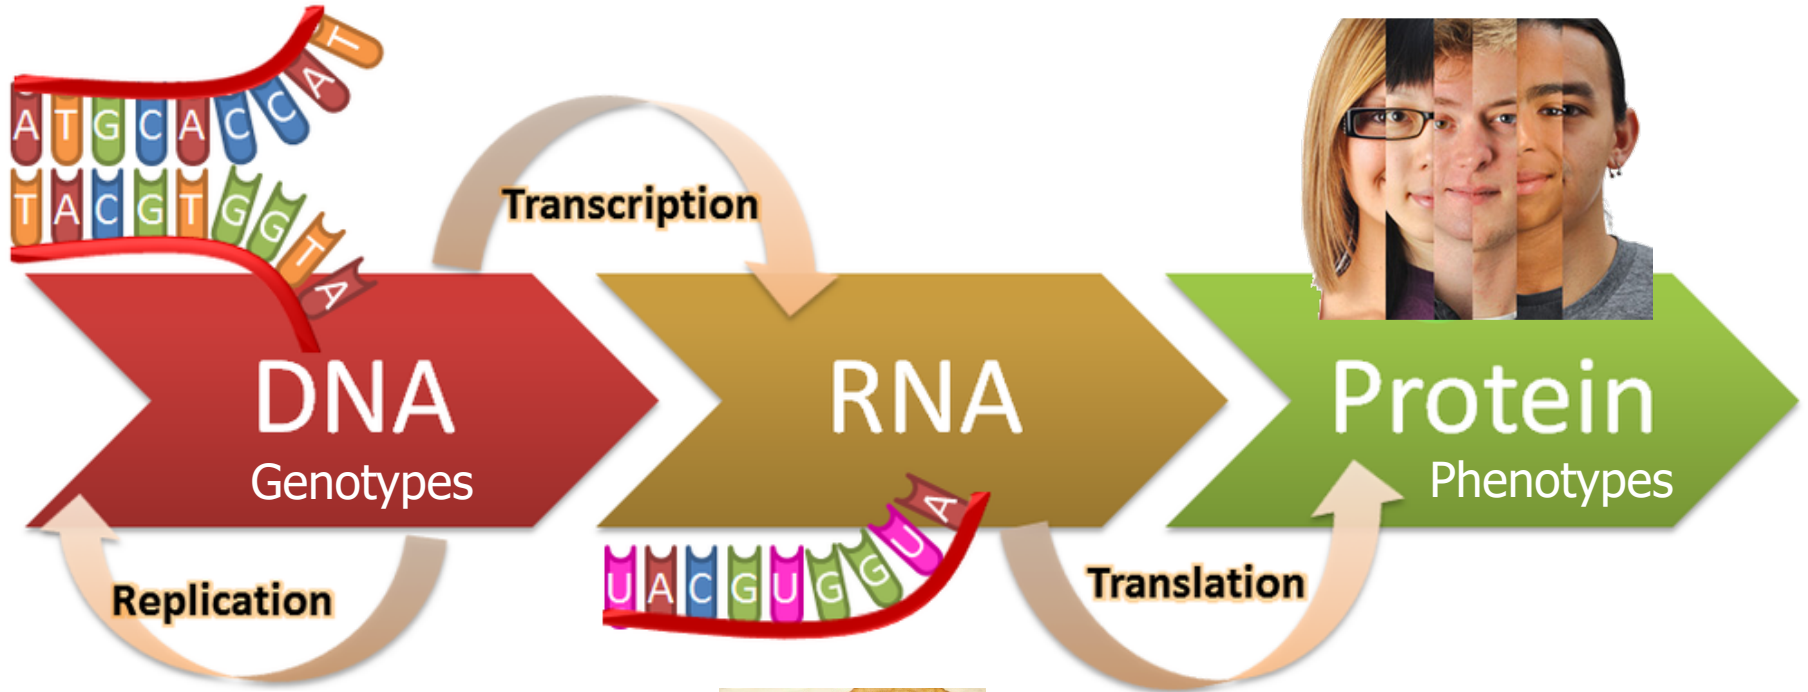 ATGCACCAT
TACGTGGTA
Transcription
DNA
Genotypes
Replication
RNA
UACGUGGUA
Translation
Protein
Phenotypes